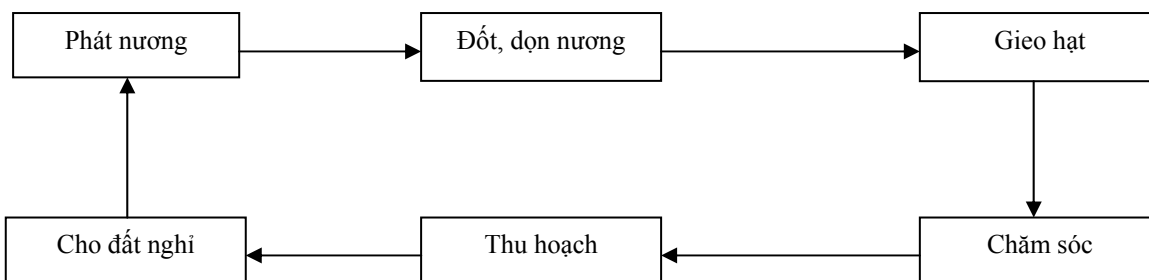 Phát nương
Đốt, dọn nương
Gieo hạt
Chăm sóc
Thu hoạch
Cho đất nghỉ